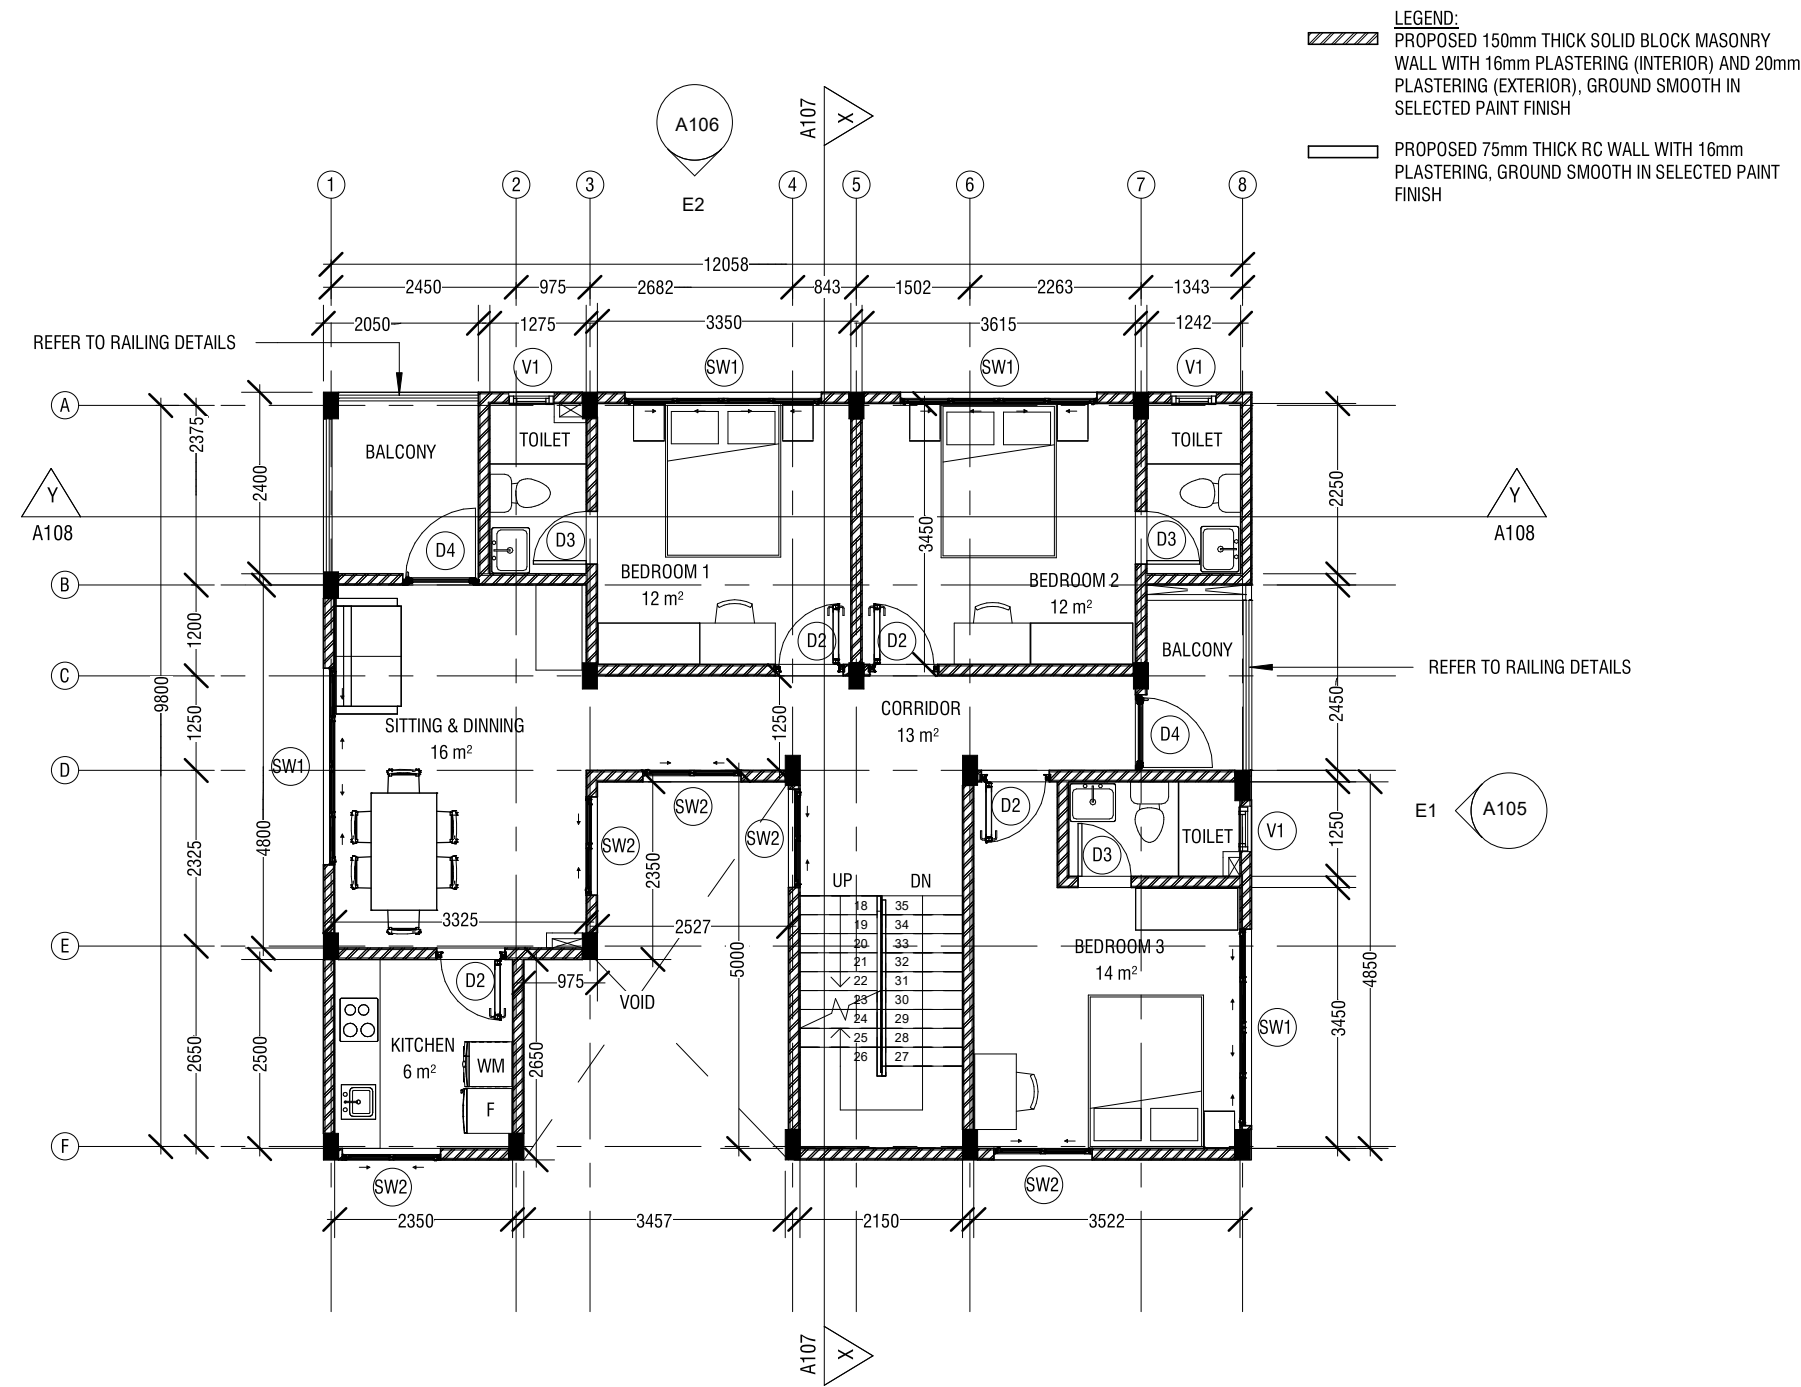 LEGEND:
PROPOSED 150mm THICK SOLID BLOCK MASONRY
WALL WITH 16mm PLASTERING (INTERIOR) AND 20mm
PLASTERING (EXTERIOR), GROUND SMOOTH IN
SELECTED PAINT FINISH
PROPOSED 75mm THICK RC WALL WITH 16mm
PLASTERING, GROUND SMOOTH IN SELECTED PAINT
FINISH
A106
E2
A107
X
1
2
3
4
5
6
7
8
12058
2450
975
2682
843
1502
2263
1343
2050
1275
3350
3615
1242
REFER TO RAILING DETAILS
V1
SW1
SW1
V1
A
2375
2400
BALCONY
TOILET
TOILET
2250
Y
A108
Y
A108
3450
D4
D3
D3
B
BEDROOM 1
12 m²
BEDROOM 2
12 m²
1200
D2
D2
BALCONY
REFER TO RAILING DETAILS
C
9800
1250
SITTING & DINNING
16 m²
1250
CORRIDOR
13 m²
D4
2450
SW1
D
4800
2325
SW2
SW2
SW2
2350
D2
D3
TOILET
V1
1250
E1
A105
UP
DN
18
35
19
34
20
33
21
32
22
31
23
30
24
29
25
28
26
27
3325
2527
5000
E
BEDROOM 3
14 m²
4850
D2
975
VOID
KITCHEN
6 m²
WM
F
2650
2500
2650
3450
SW1
F
SW2
SW2
2350
3457
2150
3522
A107
X